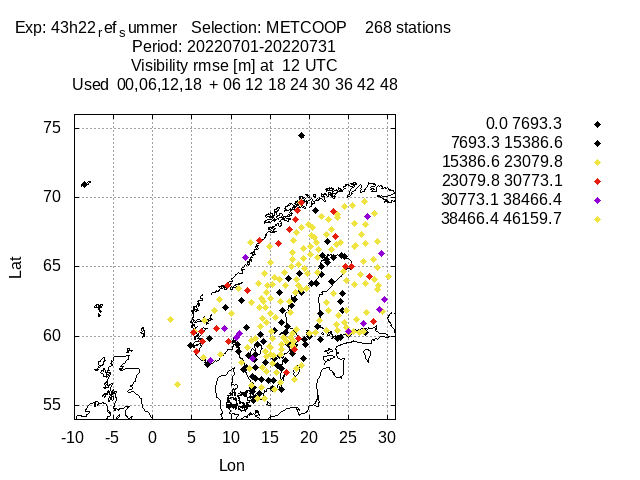 Exp: 43h22refsummer Selection: METCOOP 268 stations
Period: 20220701-20220731
Visibility rmse [m] at 12 UTC
Used 00,06,12,18 + 06 12 18 24 30 36 42 48
0.0 7693.3
7693.3 15386.6
15386.6 23079.8
23079.8 30773.1
30773.1 38466.4
38466.4 46159.7
75
70
65
60
55
Lat
-10 -5 0 5 10 15 20 25 30
Lon